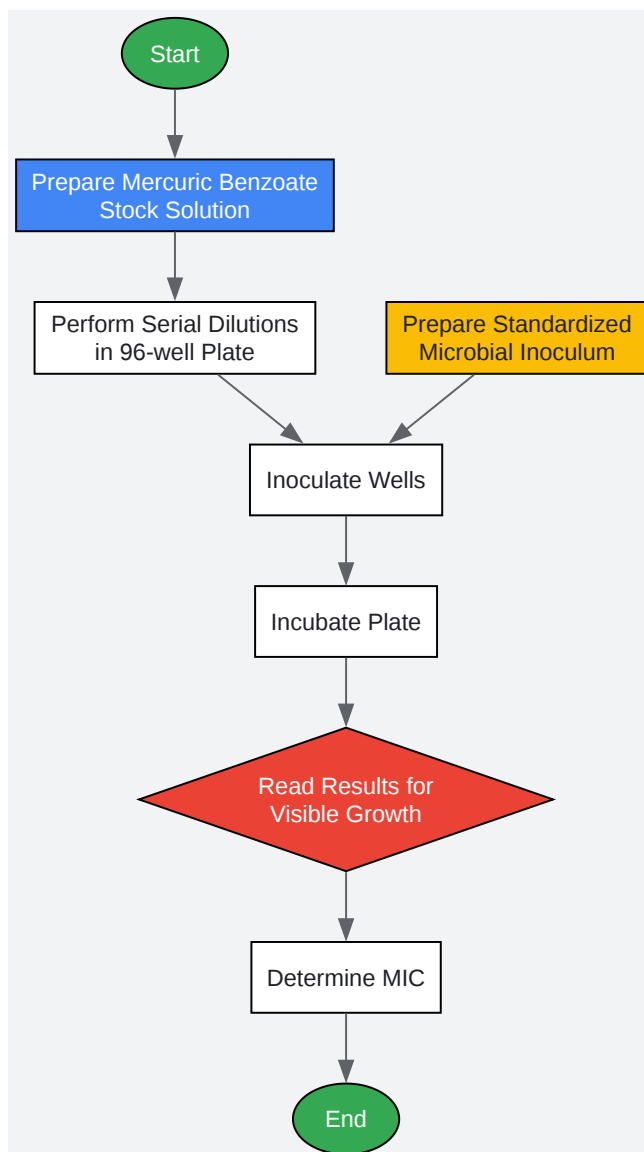 Start
Prepare Mercuric Benzoate
Stock Solution
Perform Serial Dilutions
in 96-well Plate
Prepare Standardized
Microbial Inoculum
Inoculate Wells
Incubate Plate
Read Results for
Visible Growth
Determine MIC
End